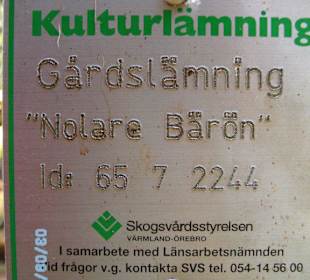 Kulturlämning
Gårdslämning
"Nolare Bärön"
Id: 65 7 2244
Skogsvårdsstyrelsen
VÄRMLAND-ÖREBRO
I samarbete med Länsarbetsnämnden
Vid frågor v.g. kontakta SVS tel. 054-14 56 00